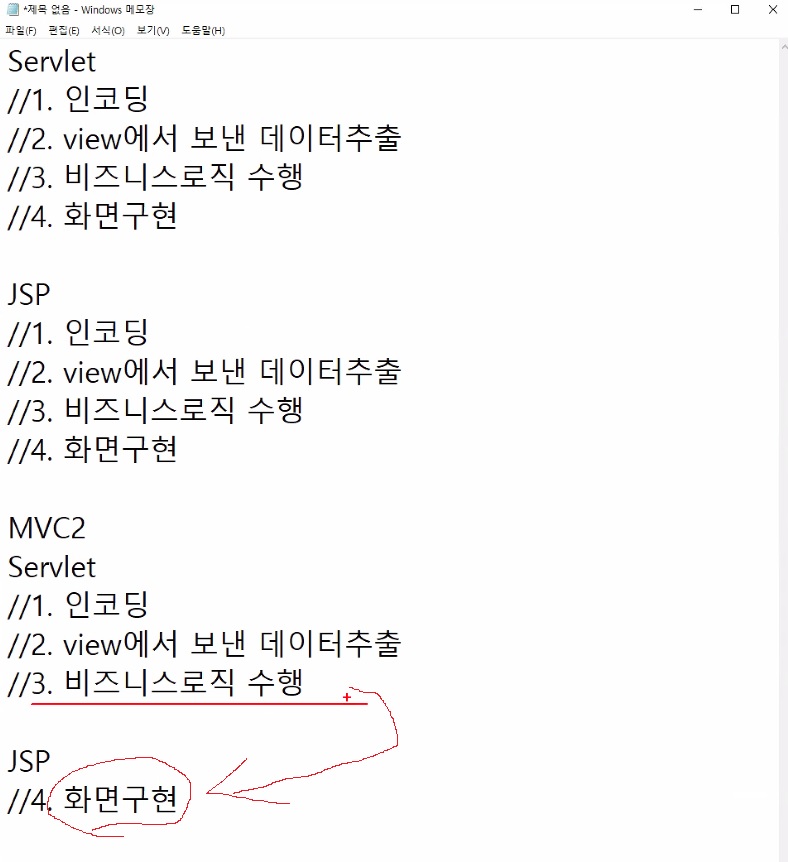 *제목 없음 - Windows 메모장
파일(F) 편집(E) 서식(O) 보기(V) 도움말(H)
Servlet
//1. 인코딩
//2. view에서 보낸 데이터추출
//3. 비즈니스로직 수행
//4. 화면구현
JSP
//1. 인코딩
//2. view에서 보낸 데이터추출
//3. 비즈니스로직 수행
//4. 화면구현
MVC2
Servlet
//1. 인코딩
//2. view에서 보낸 데이터추출
//3. 비즈니스로직 수행
JSP
//4. 화면구현